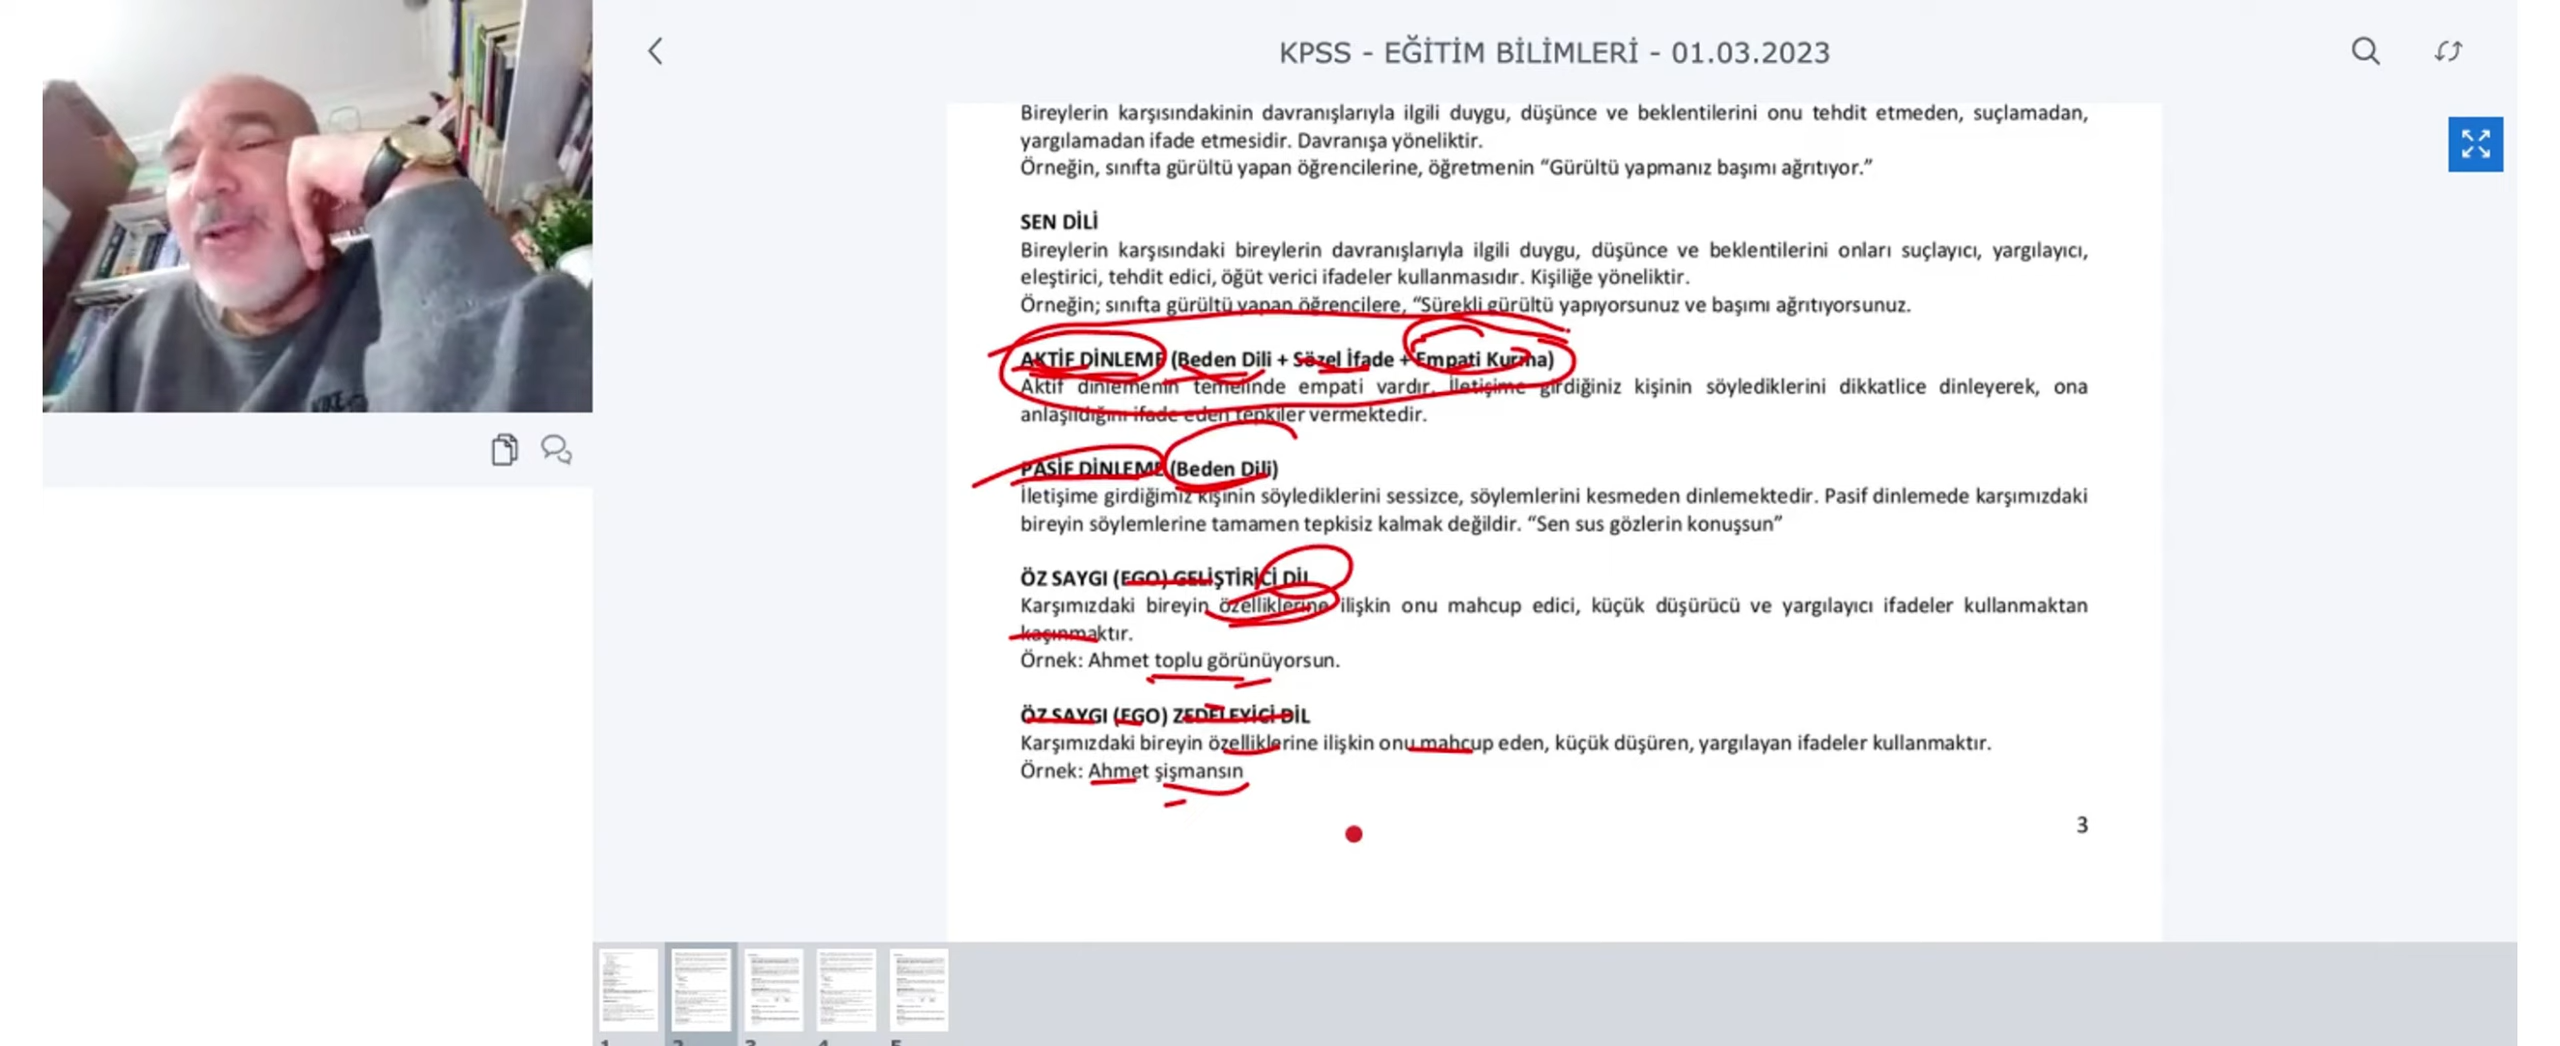 KPSS - EĞİTİM BİLİMLERİ - 01.03.2023
Bireylerin karşısındakinin davranışlarıyla ilgili duygu, düşünce ve beklentilerini onu tehdit etmeden, suçlamadan,
yargılamadan ifade etmesidir. Davranışa yöneliktir.
Örneğin, sınıfta gürültü yapan öğrencilerine, öğretmenin “Gürültü yapmanız başımı ağrıtıyor.”
SEN DİLİ
Bireylerin karşısındaki bireylerin davranışlarıyla ilgili duygu, düşünce ve beklentilerini onları suçlayıcı, yargılayıcı,
eleştirici, tehdit edici, öğüt verici ifadeler kullanmasıdır. Kişiliğe yöneliktir.
Örneğin; sınıfta gürültü yapan öğrencilere, “Sürekli gürültü yapıyorsunuz ve başımı ağrıtıyorsunuz.
AKTİF DİNLEME (Beden Dili + Sözel İfade + Empati Kurma)
Aktif dinlemenin temelinde empati vardır. İletişime girdiğiniz kişinin söylediklerini dikkatlice dinleyerek, ona
anlaşıldığını ifade eden tepkiler vermektedir.
PASİF DİNLEME (Beden Dili)
İletişime girdiğimiz kişinin söylediklerini sessizce, söylemlerini kesmeden dinlemektedir. Pasif dinlemede karşımızdaki
bireyin söylemlerine tamamen tepkisiz kalmak değildir. “Sen sus gözlerin konuşsun”
ÖZ SAYGI (EGO) GELİŞTİRİCİ DİL
Karşımızdaki bireyin özelliklerine ilişkin onu mahcup edici, küçük düşürücü ve yargılayıcı ifadeler kullanmaktan
kaçınmaktır.
Örnek: Ahmet toplu görünüyorsun.
ÖZ SAYGI (EGO) ZEDELEYİCİ DİL
Karşımızdaki bireyin özelliklerine ilişkin onu mahcup eden, küçük düşüren, yargılayan ifadeler kullanmaktır.
Örnek: Ahmet şişmansın
3